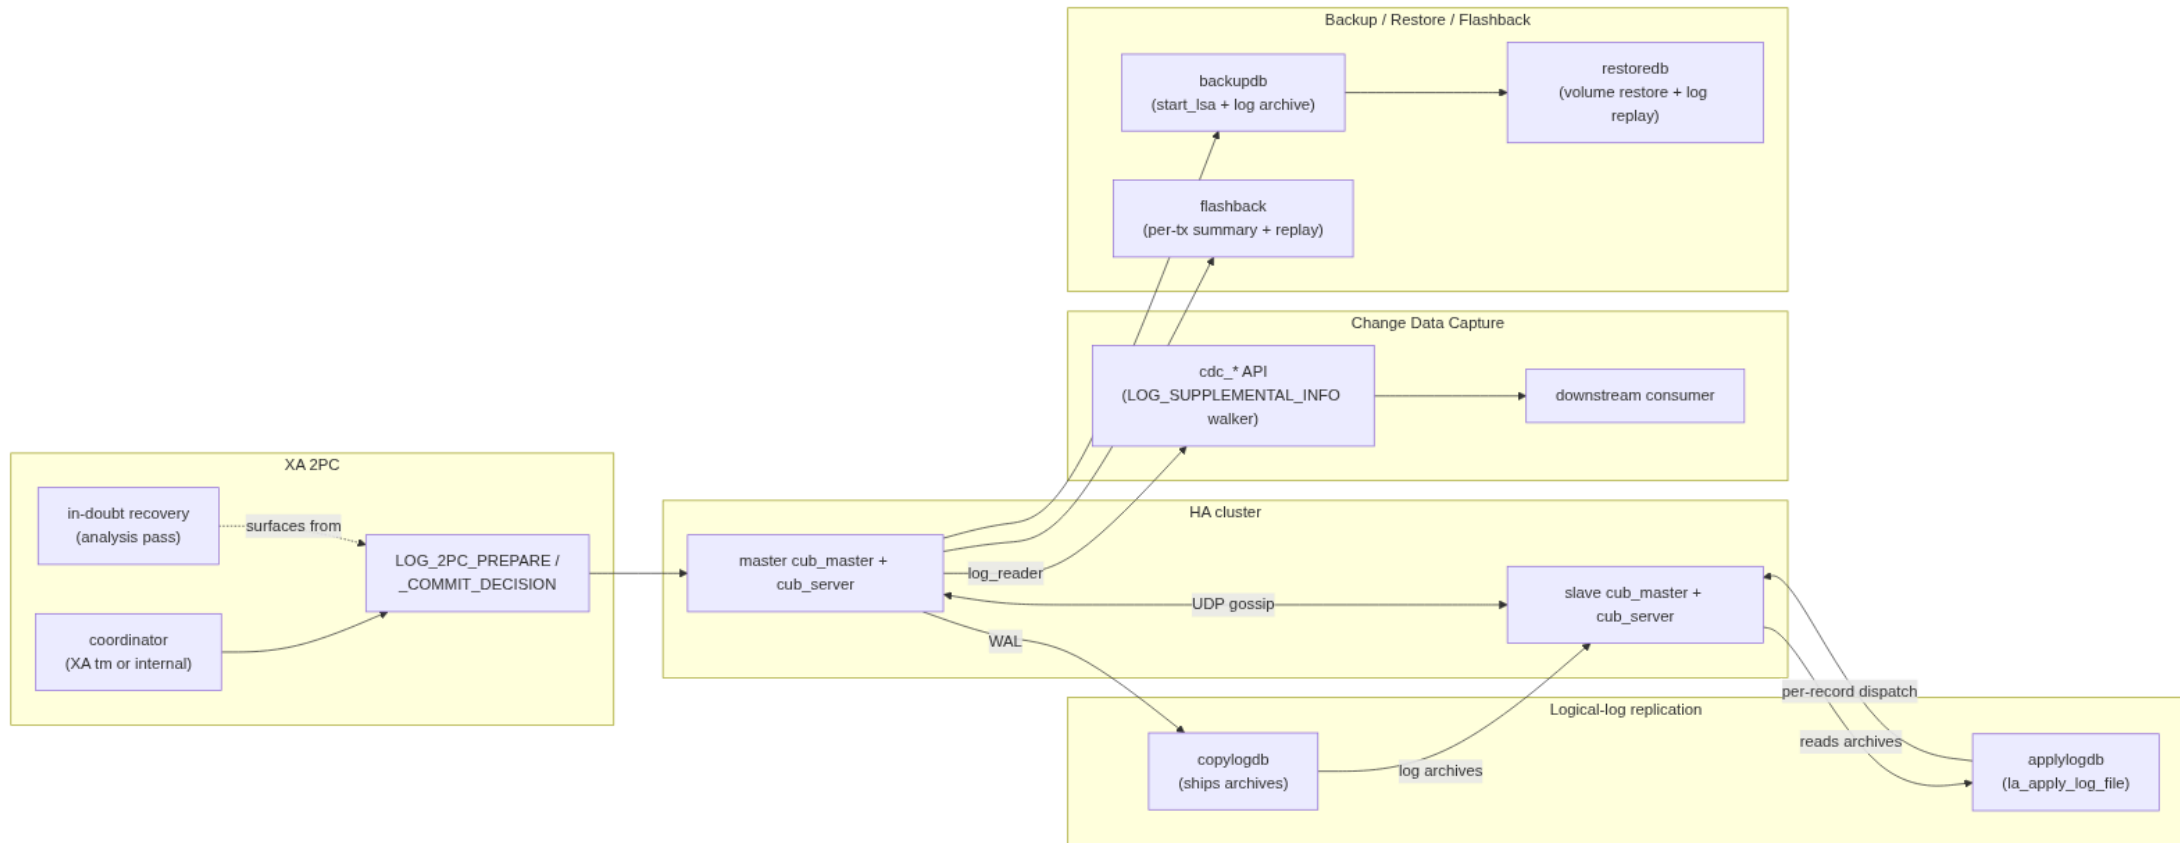 Backup / Restore / Flashback
backupdb
(start_lsa + log archive)
restoredb
(volume restore + log
replay)
flashback
(per-tx summary + replay)
Change Data Capture
cdc_* API
(LOG_SUPPLEMENTAL_INFO
walker)
downstream consumer
XA 2PC
in-doubt recovery
(analysis pass)
surfaces from
LOG_2PC_PREPARE /
_COMMIT_DECISION
coordinator
(XA tm or internal)
HA cluster
master cub_master +
cub_server
log_reader
UDP gossip
WAL
slave cub_master +
cub_server
per-record dispatch
Logical-log replication
reads archives
copylogdb
(ships archives)
log archives
applylogdb
(la_apply_log_file)